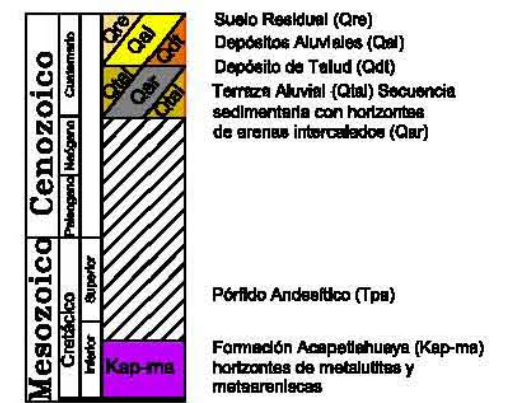 Cenozoico
Cuaternario
Neógeno
Paleogeno
Mesozoico
Cretácico
Superior
Inferior
Qre
Qal
Qdt
Qtal
Qar
Qtal
Kap-ma
Suelo Residual (Qre)
Depósitos Aluviales (Qal)
Depósito de Talud (Qdt)
Terraza Aluvial (Qtal) Secuencia
sedimentaria con horizontes
de arenas intercalados (Qar)
Pórfido Andesítico (Tpa)
Formación Acapetlahuaya (Kap-ma)
horizontes de metalutitas y
metaareniscas